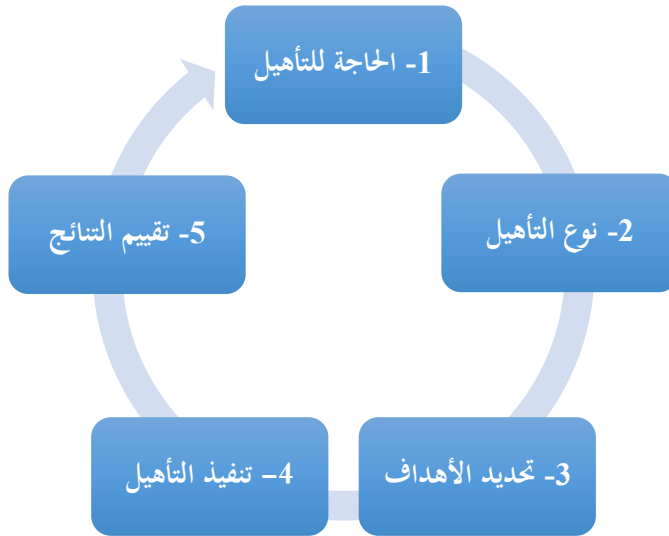 1- الحاجة للتأهيل
2- نوع التأهيل
3- تحديد الأهداف
4– تنفيذ التأهيل
5- تقييم النتائج